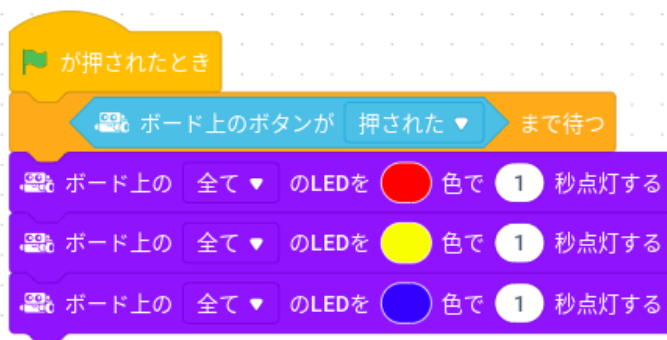 が押されたとき
ボード上のボタンが 押された まで待つ
ボード上の 全て のLEDを 色で 1 秒点灯する
ボード上の 全て のLEDを 色で 1 秒点灯する
ボード上の 全て のLEDを 色で 1 秒点灯する